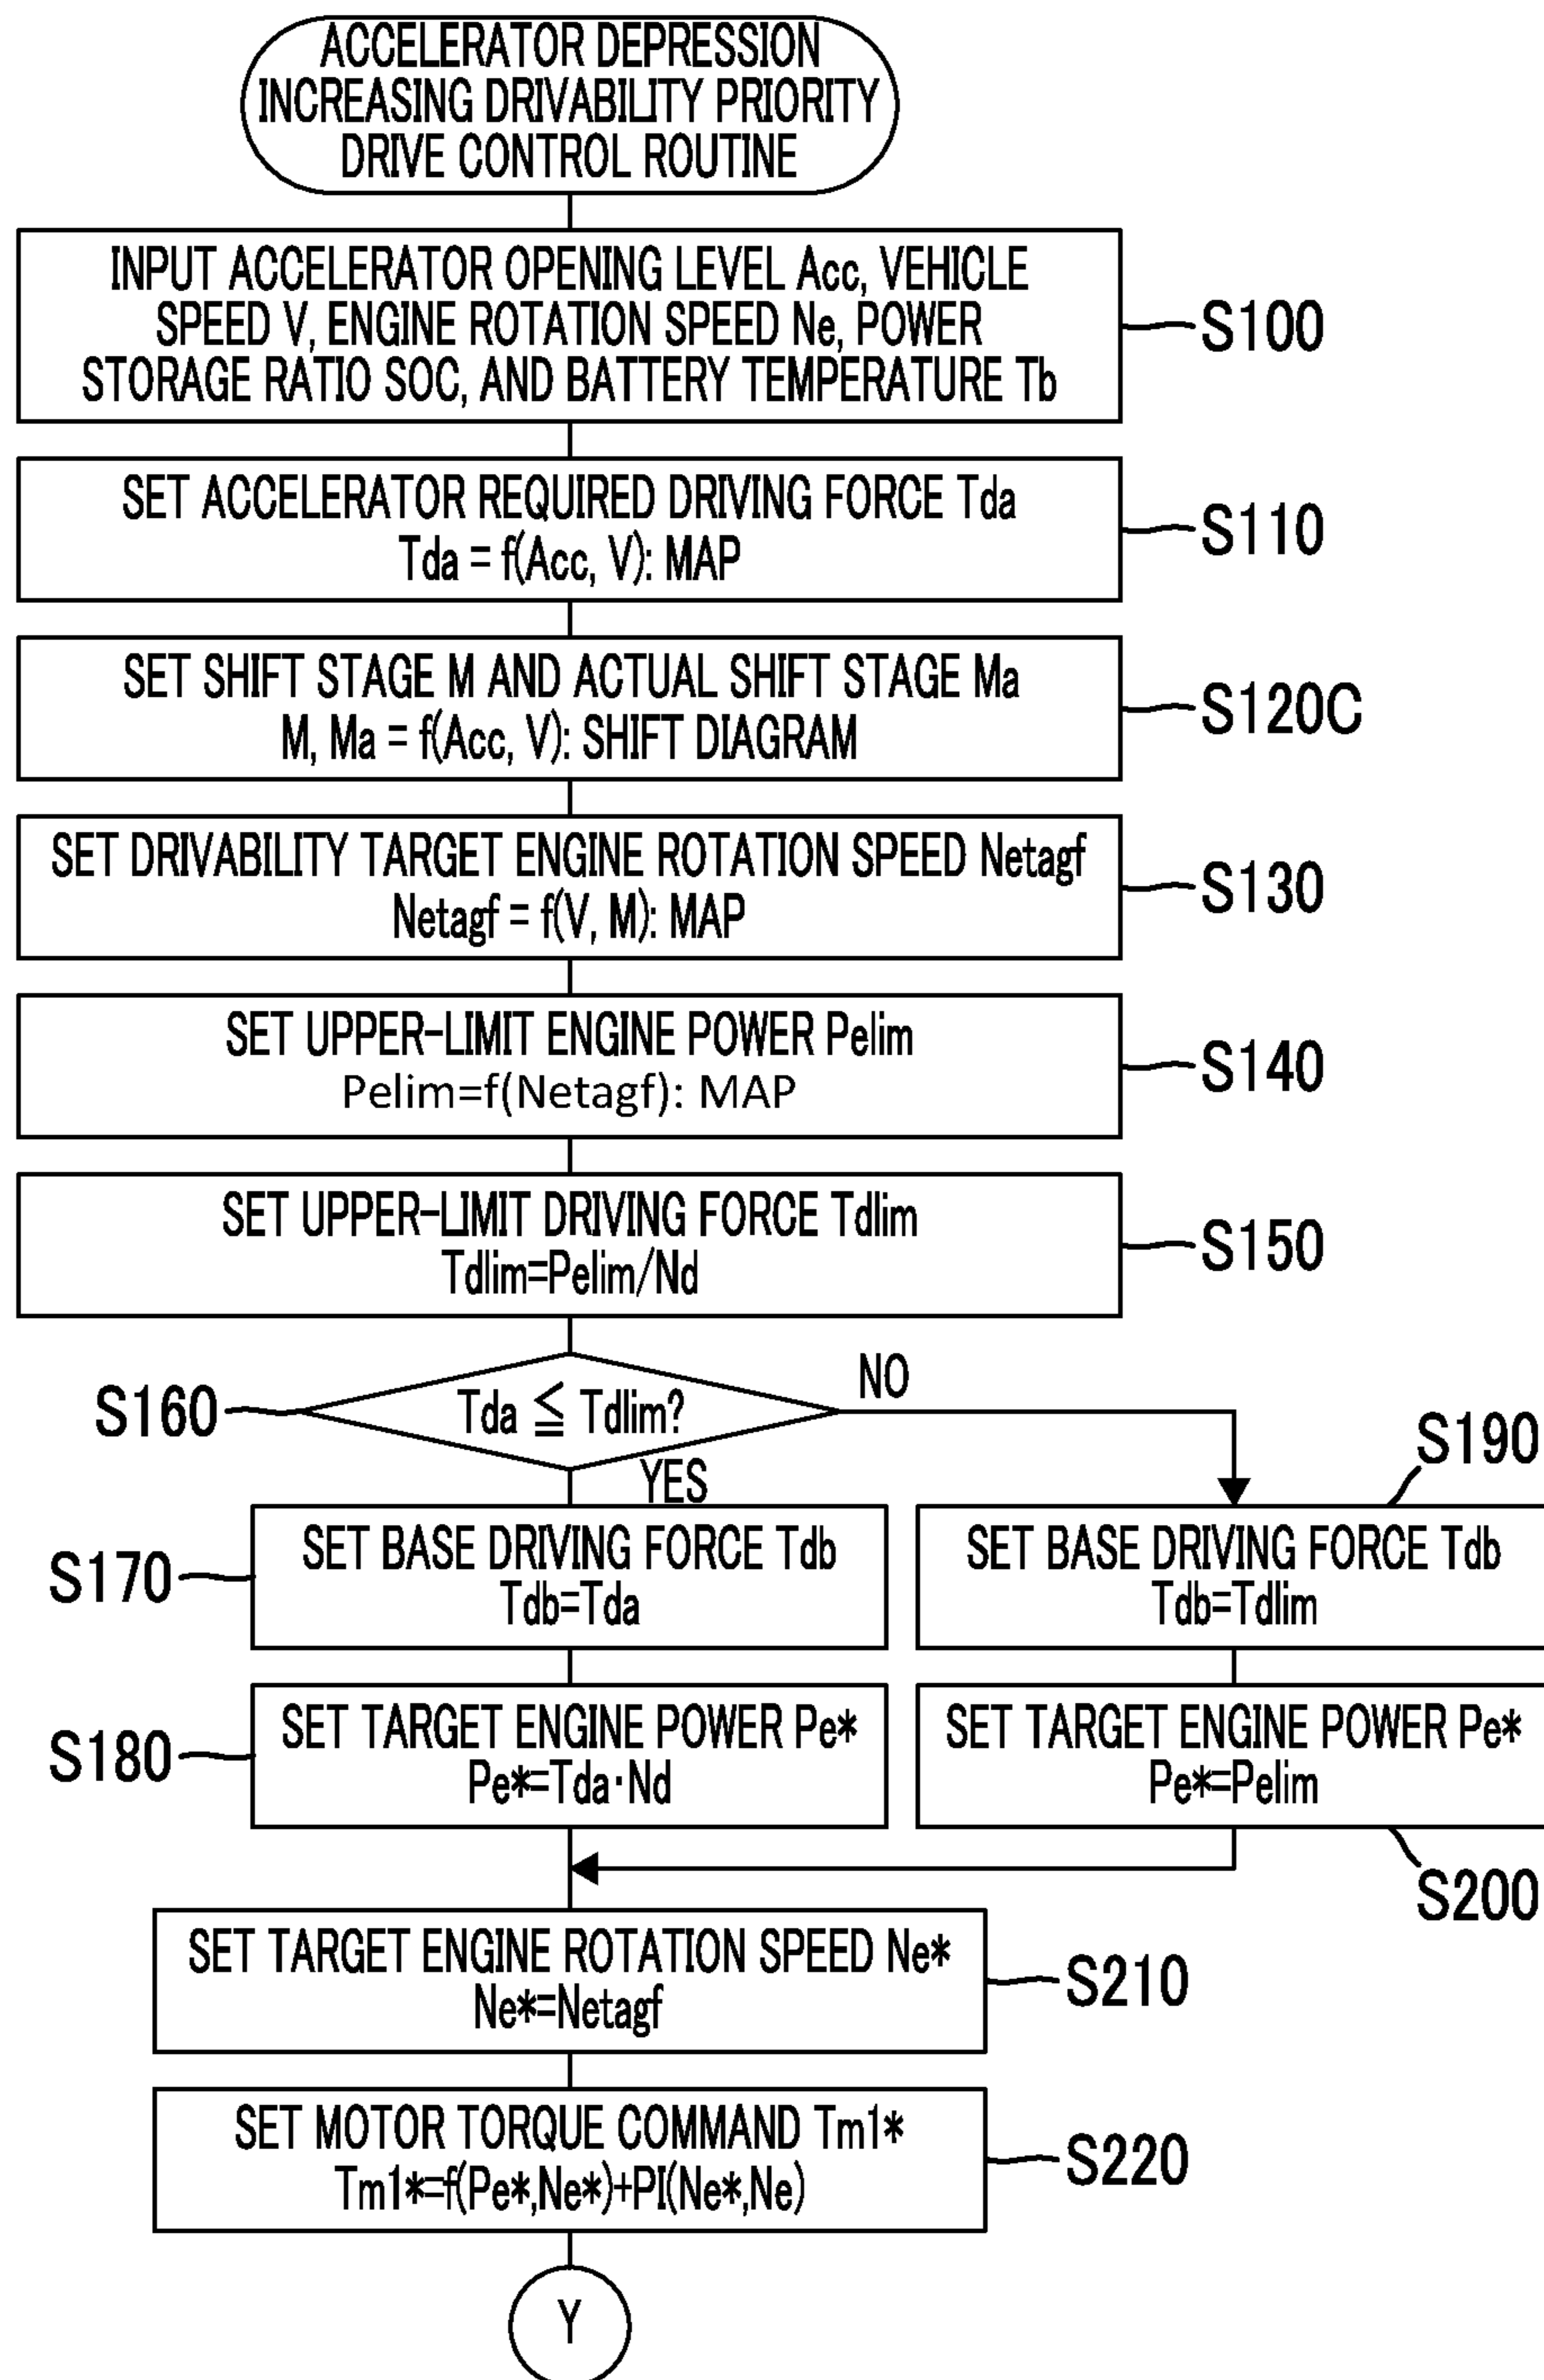 ACCELERATOR DEPRESSION
INCREASING DRIVABILITY PRIORITY
DRIVE CONTROL ROUTINE
INPUT ACCELERATOR OPENING LEVEL Acc, VEHICLE
SPEED V, ENGINE ROTATION SPEED Ne, POWER
STORAGE RATIO SOC, AND BATTERY TEMPERATURE Tb
S100
SET ACCELERATOR REQUIRED DRIVING FORCE Tda
Tda = f(Acc, V): MAP
S110
SET SHIFT STAGE M AND ACTUAL SHIFT STAGE Ma
M, Ma = f(Acc, V): SHIFT DIAGRAM
S120C
SET DRIVABILITY TARGET ENGINE ROTATION SPEED Netagf
Netagf = f(V, M): MAP
S130
SET UPPER-LIMIT ENGINE POWER Pelim
Pelim=f(Netagf): MAP
S140
SET UPPER-LIMIT DRIVING FORCE Tdlim
Tdlim=Pelim/Nd
S150
S160
Tda ≦ Tdlim?
NO
YES
S170
SET BASE DRIVING FORCE Tdb
Tdb=Tda
S190
SET BASE DRIVING FORCE Tdb
Tdb=Tdlim
S180
SET TARGET ENGINE POWER Pe*
Pe*=Tda·Nd
SET TARGET ENGINE POWER Pe*
Pe*=Pelim
S200
SET TARGET ENGINE ROTATION SPEED Ne*
Ne*=Netagf
S210
SET MOTOR TORQUE COMMAND Tm1*
Tm1*=f(Pe*,Ne*)+PI(Ne*,Ne)
S220
Y